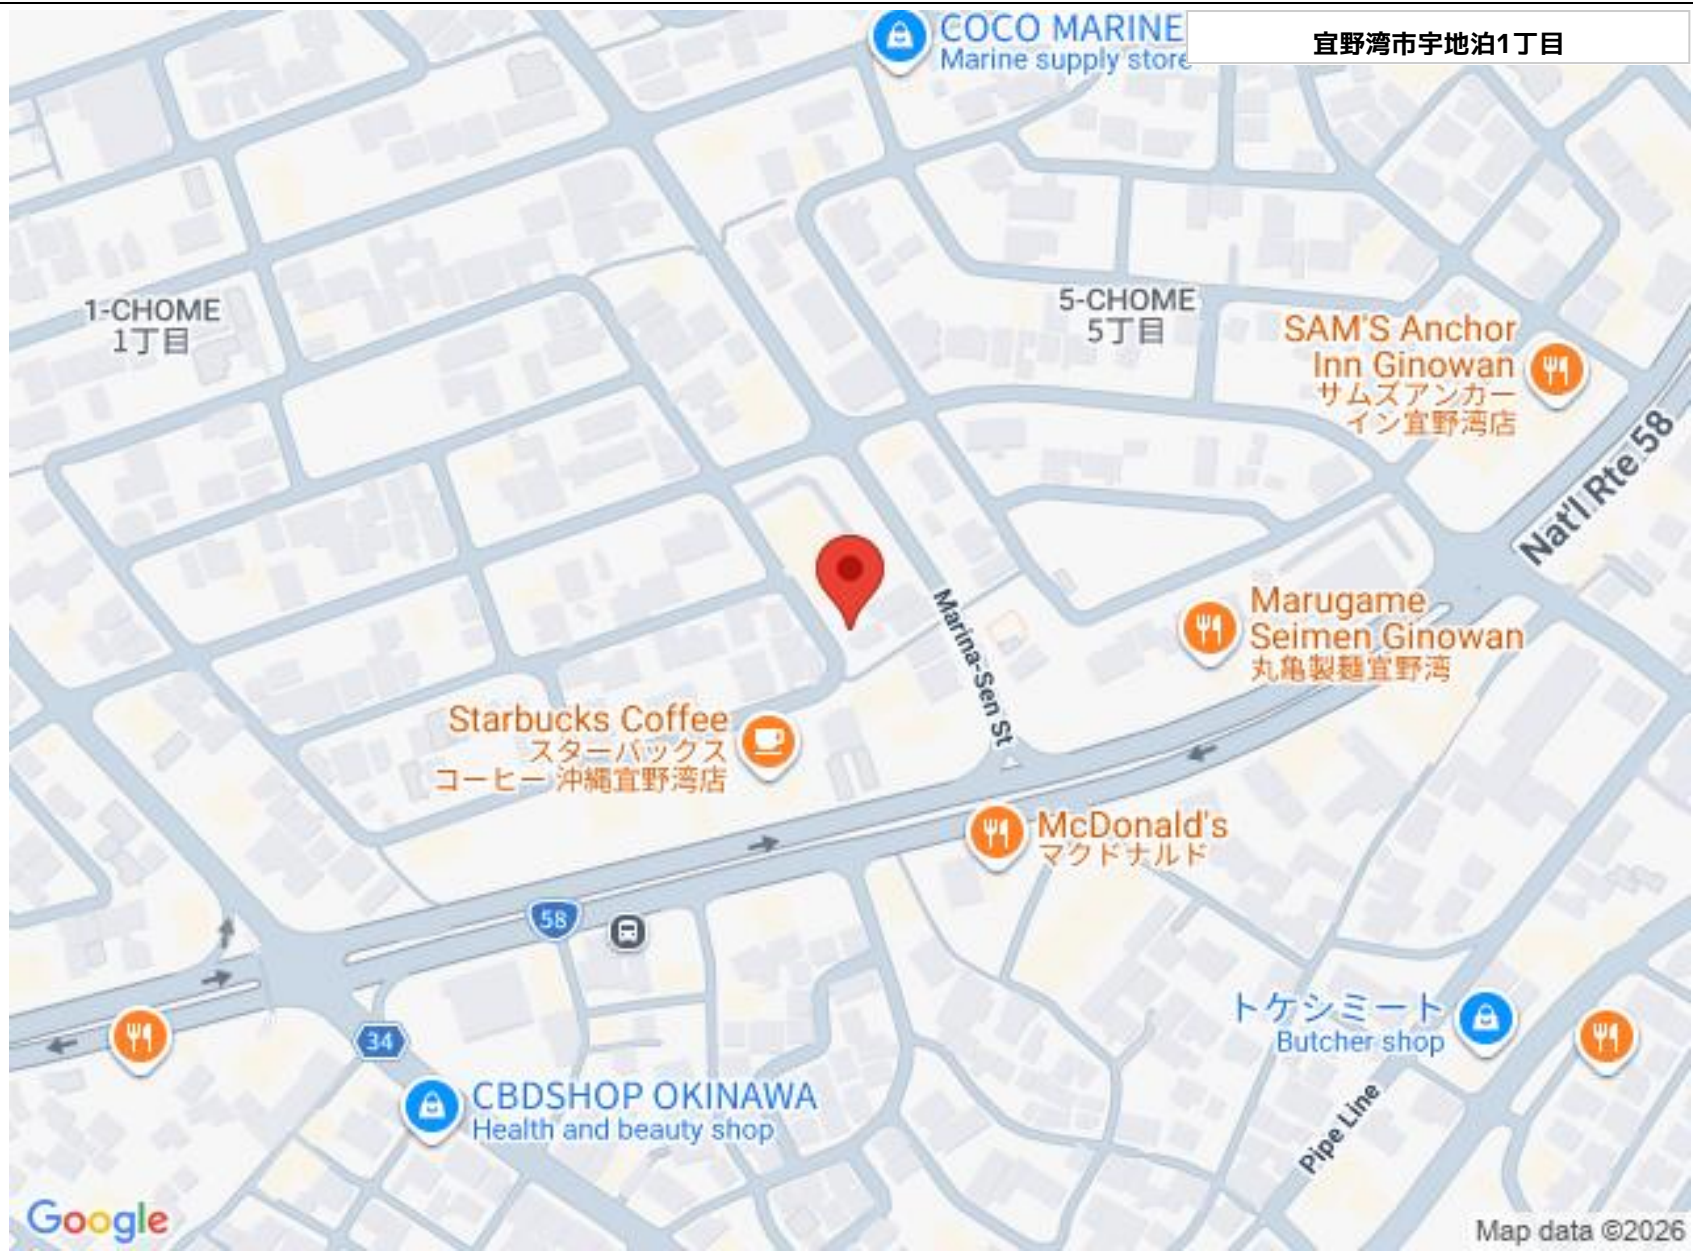 COCO MARINE
Marine supply store
宜野湾市宇地泊1丁目
1-CHOME
1丁目
5-CHOME
5丁目
SAM'S Anchor
Inn Ginowan
サムズアンカー
イン宜野湾店
Nat'l Rte 58
Marugame
Seimen Ginowan
丸亀製麺宜野湾
Marina-Sen St
Starbucks Coffee
スターバックス
コーヒー 沖縄宜野湾店
McDonald's
マクドナルド
58
34
トケシミート
Butcher shop
CBDSHOP OKINAWA
Health and beauty shop
Pipe Line
Google
Map data ©2026